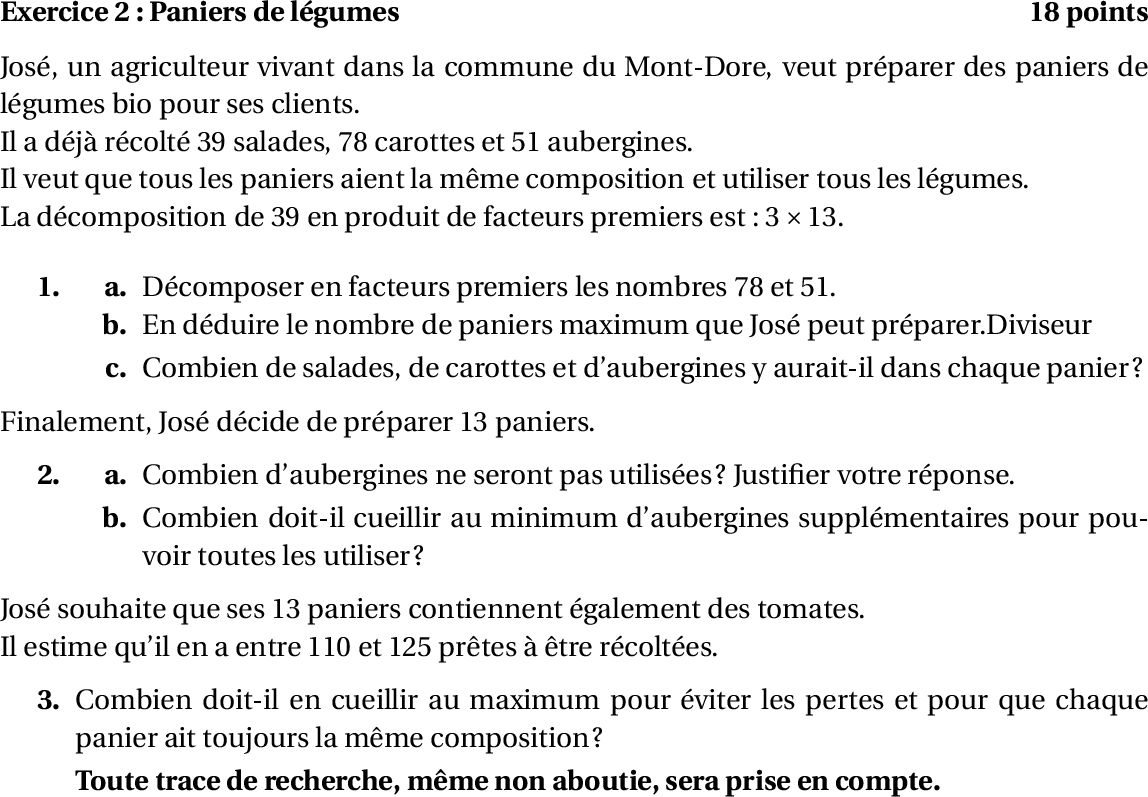 Exercice 2 : Paniers de légumes 18 points
José, un agriculteur vivant dans la commune du Mont-Dore, veut préparer des paniers de
légumes bio pour ses clients.
Il a déjà récolté 39 salades, 78 carottes et 51 aubergines.
Il veut que tous les paniers aient la même composition et utiliser tous les légumes.
La décomposition de 39 en produit de facteurs premiers est : 3 × 13.
1. a. Décomposer en facteurs premiers les nombres 78 et 51.
b. En déduire le nombre de paniers maximum que José peut préparer.Diviseur
c. Combien de salades, de carottes et d'aubergines y aurait-il dans chaque panier?
Finalement, José décide de préparer 13 paniers.
2. a. Combien d'aubergines ne seront pas utilisées? Justifier votre réponse.
b. Combien doit-il cueillir au minimum d'aubergines supplémentaires pour pou-
voir toutes les utiliser?
José souhaite que ses 13 paniers contiennent également des tomates.
Il estime qu'il en a entre 110 et 125 prêtes à être récoltées.
3. Combien doit-il en cueillir au maximum pour éviter les pertes et pour que chaque
panier ait toujours la même composition?
Toute trace de recherche, même non aboutie, sera prise en compte.